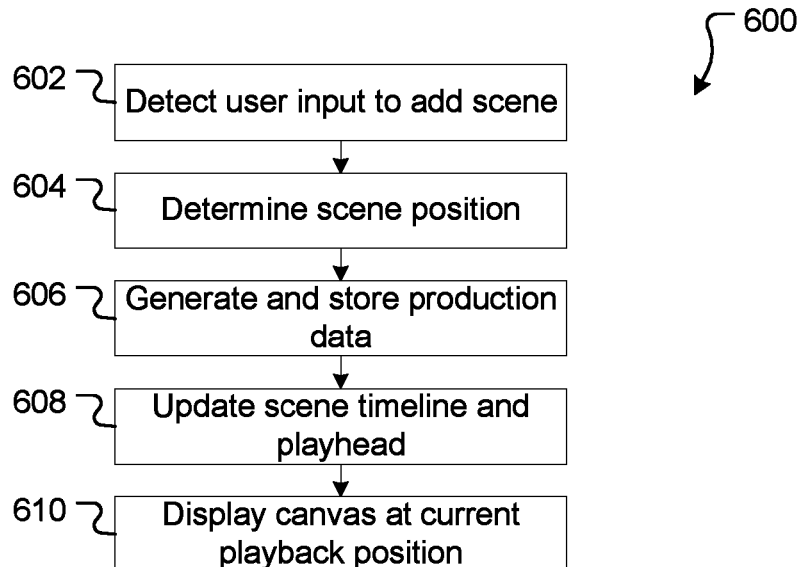 600
602
Detect user input to add scene
604
Determine scene position
606
Generate and store production
data
608
Update scene timeline and
playhead
610
Display canvas at current
playback position